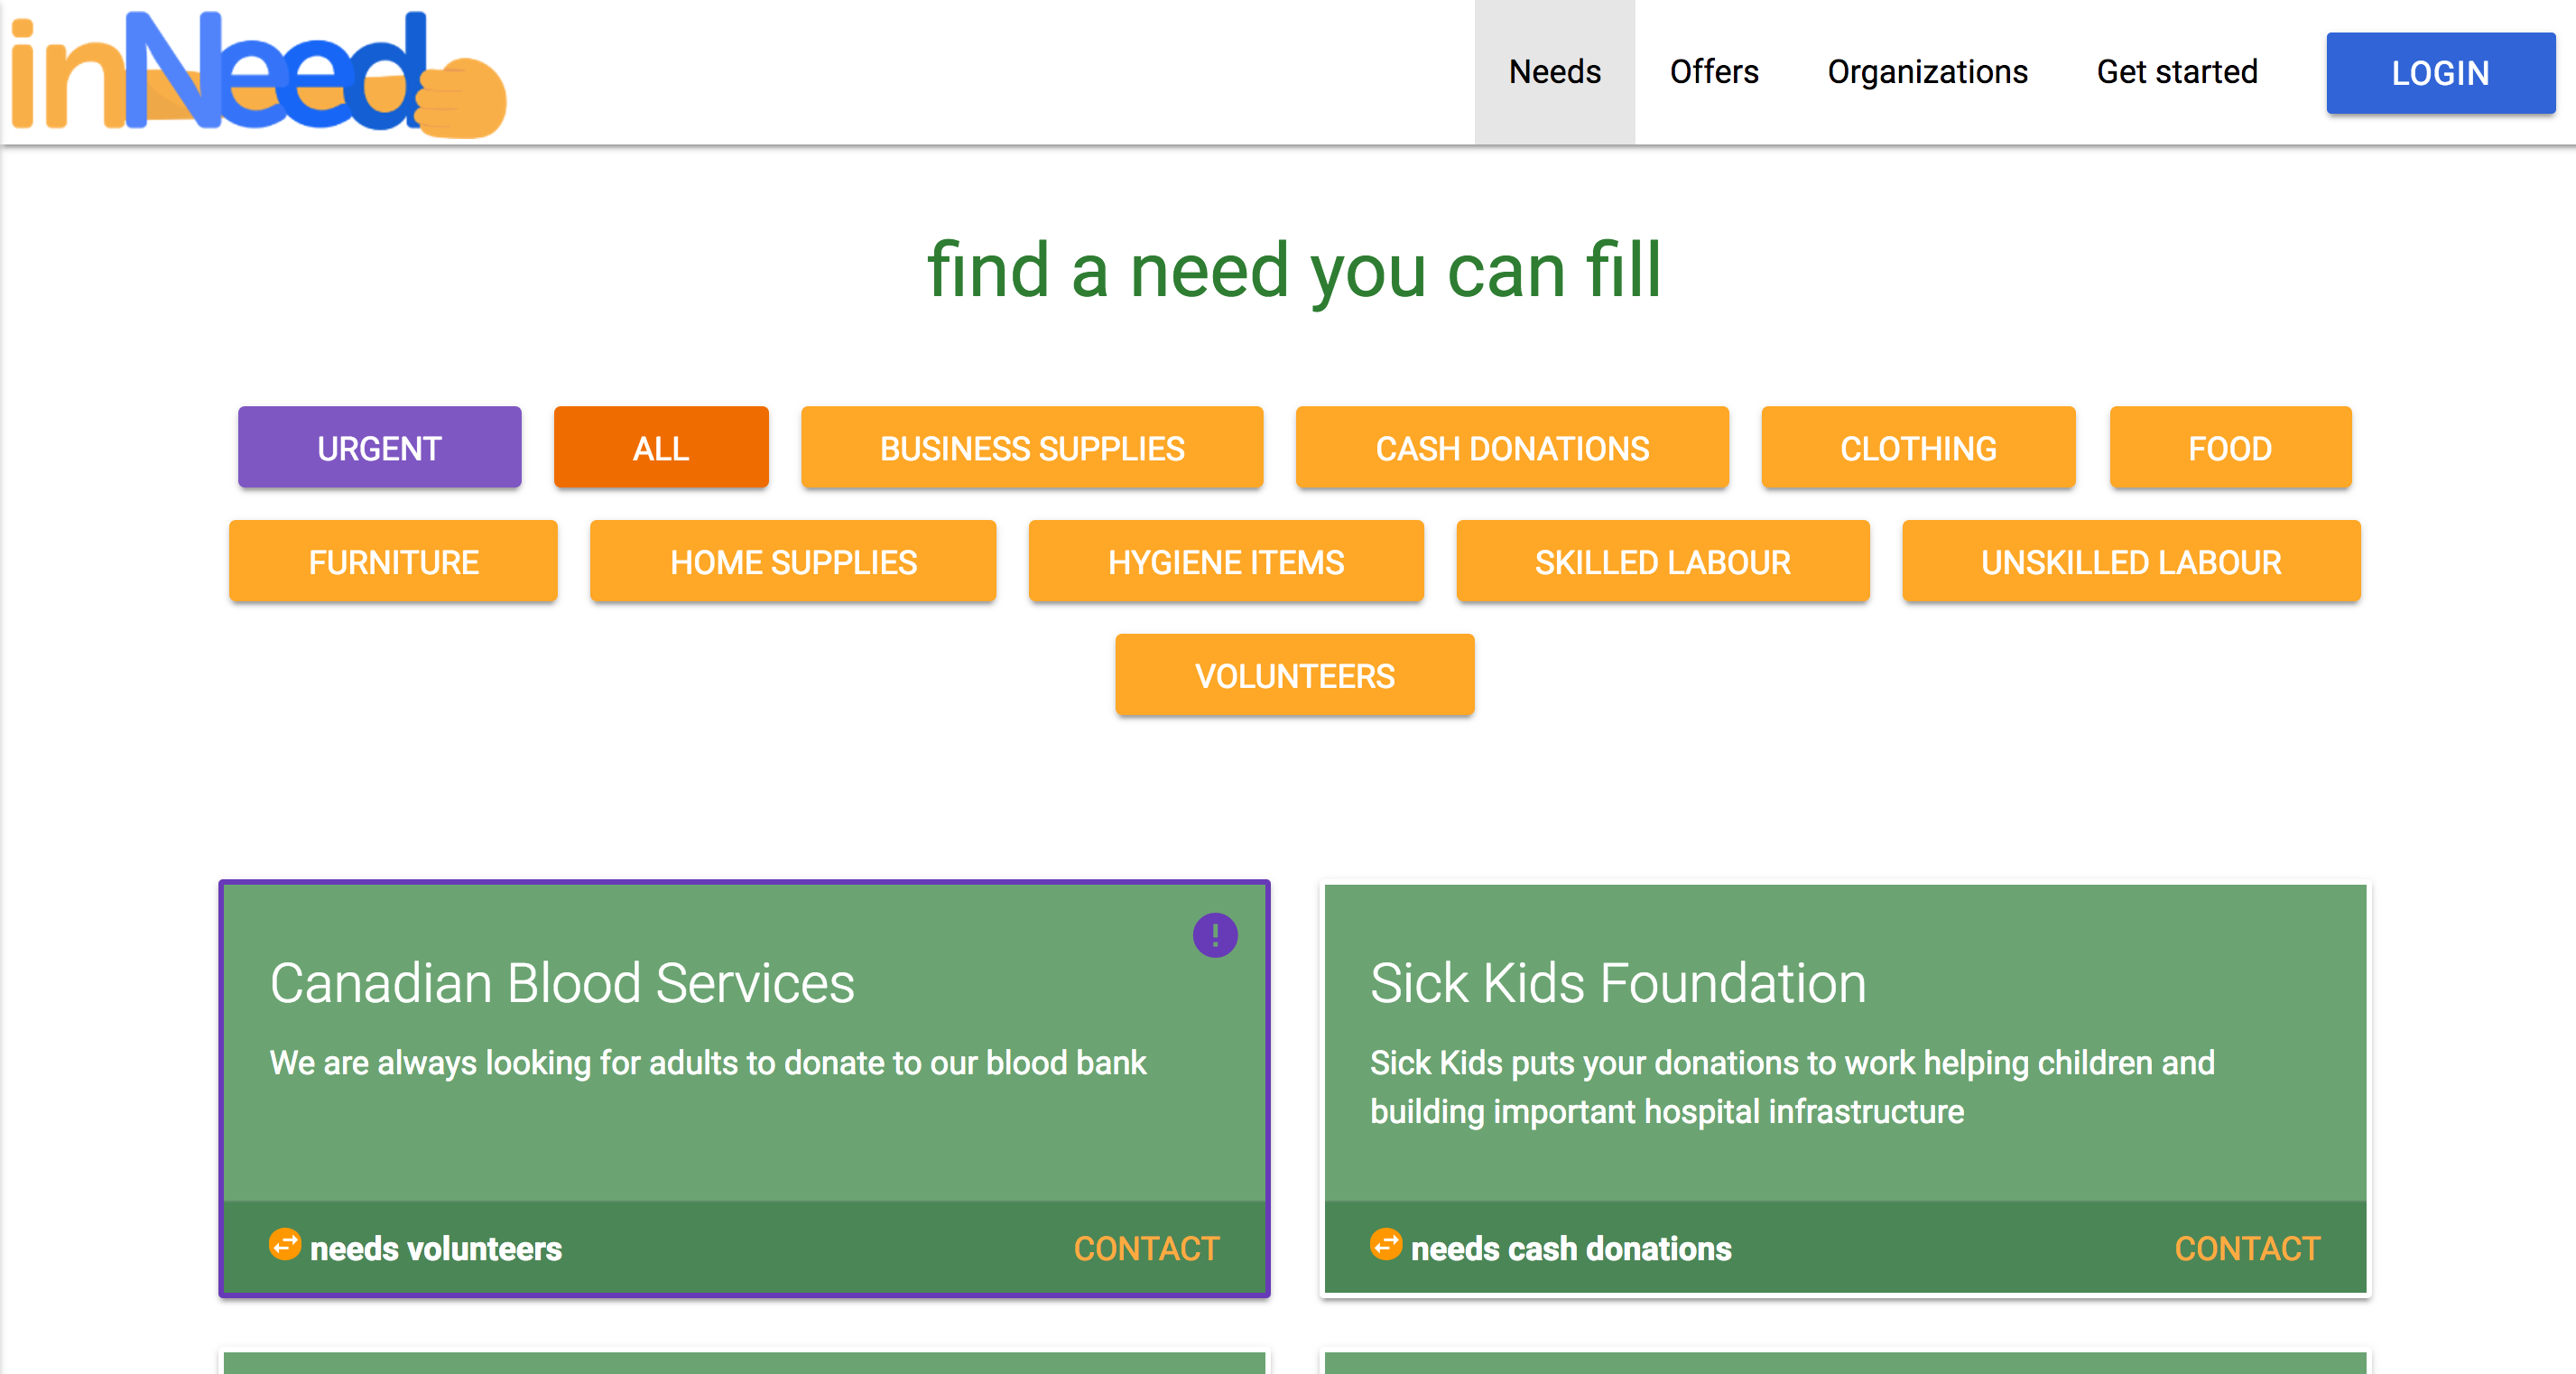 inNeed
Needs Offers Organizations Get started LOGIN
find a need you can fill
URGENT ALL BUSINESS SUPPLIES CASH DONATIONS CLOTHING FOOD
FURNITURE HOME SUPPLIES HYGIENE ITEMS SKILLED LABOUR UNSKILLED LABOUR
VOLUNTEERS
!
Canadian Blood Services
We are always looking for adults to donate to our blood bank
needs volunteers CONTACT
Sick Kids Foundation
Sick Kids puts your donations to work helping children and
building important hospital infrastructure
needs cash donations CONTACT